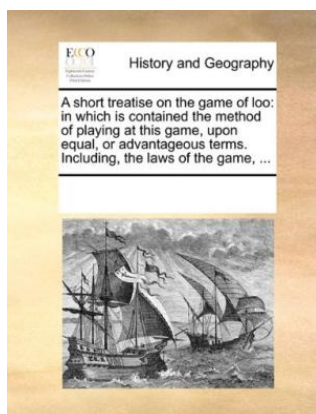 ECCO
History and Geography
A short treatise on the game of loo:
in which is contained the method
of playing at this game, upon
equal, or advantageous terms.
Including, the laws of the game, ...